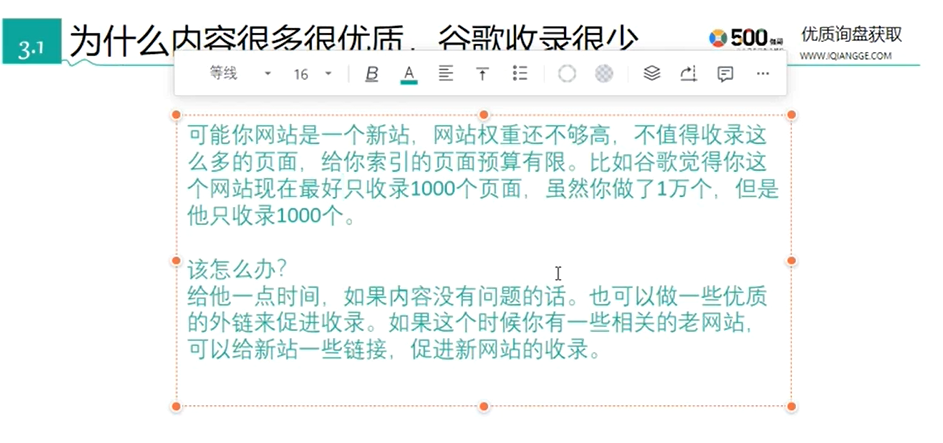 3.1 为什么内容很多很优质，谷歌收录很少
500 优质询盘获取
WWW.IQIANGGE.COM
等线 16 B A
可能你网站是一个新站，网站权重还不够高，不值得收录这
么多的页面，给你索引的页面预算有限。比如谷歌觉得你这
个网站现在最好只收录1000个页面，虽然你做了1万个，但是
他只收录1000个。
该怎么办？
给他一点时间，如果内容没有问题的话。也可以做一些优质
的外链来促进收录。如果这个时候你有一些相关的老网站，
可以给新站一些链接，促进新网站的收录。